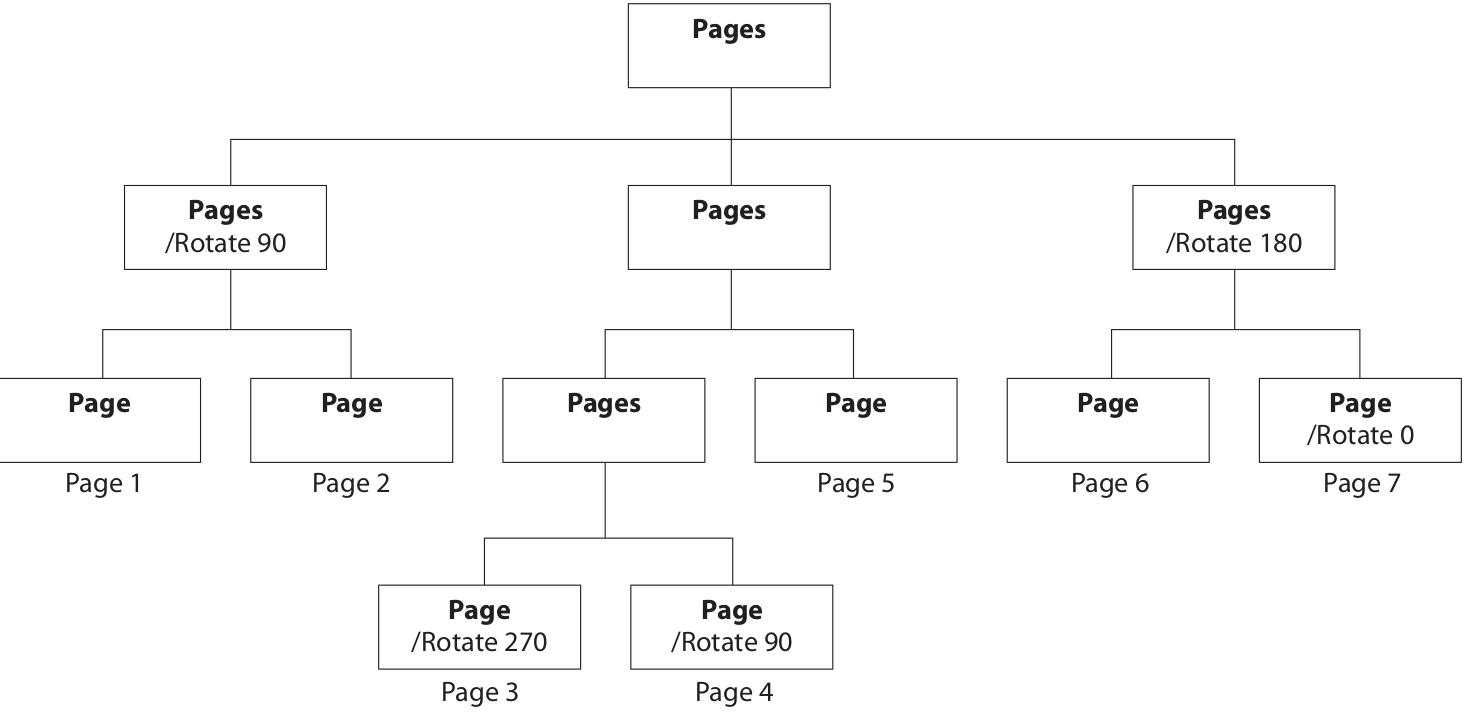 Pages
Pages
/Rotate 90
Pages
Pages
/Rotate 180
Page
Page
Pages
Page
Page
Page
/Rotate 0
Page 1
Page 2
Page 5
Page 6
Page 7
Page
/Rotate 270
Page
/Rotate 90
Page 3
Page 4